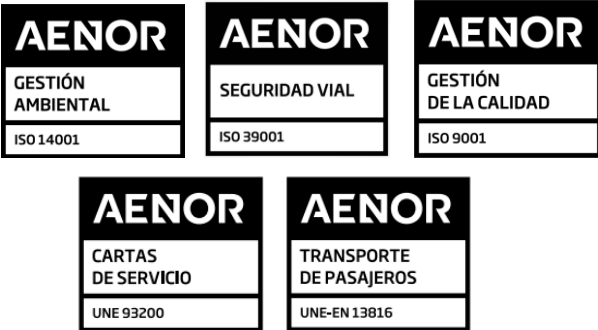 AENOR
GESTIÓN
AMBIENTAL
ISO 14001
AENOR
SEGURIDAD VIAL
ISO 39001
AENOR
GESTIÓN
DE LA CALIDAD
ISO 9001
AENOR
CARTAS
DE SERVICIO
UNE 93200
AENOR
TRANSPORTE
DE PASAJEROS
UNE-EN 13816